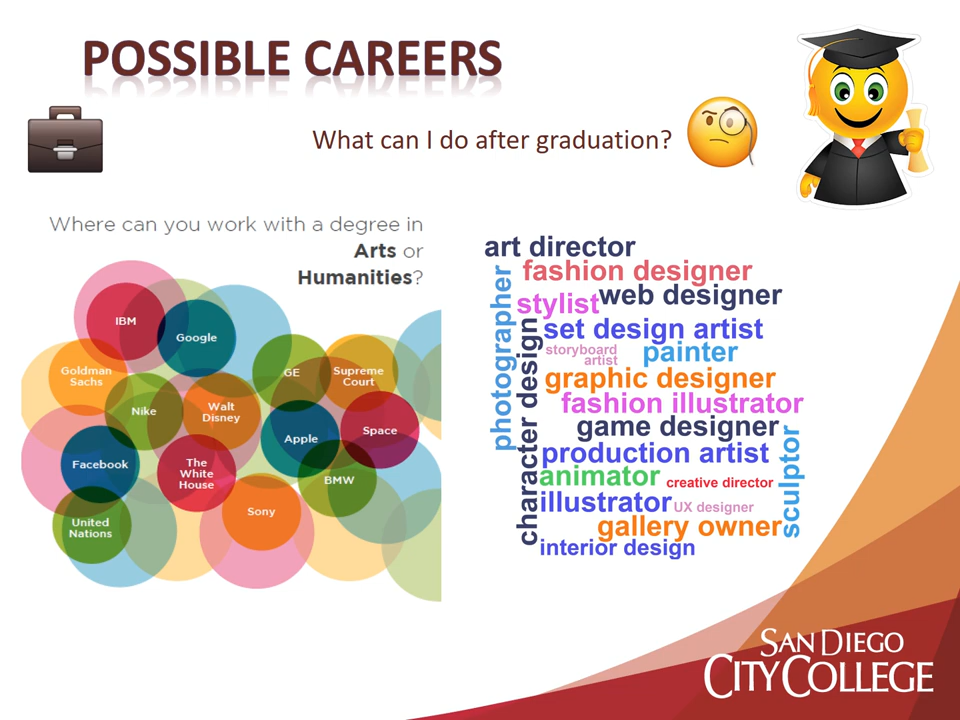 POSSIBLE CAREERS
What can I do after graduation?
Where can you work with a degree in
Arts or
Humanities?
IBM
Google
Goldman
Sachs
GE
Supreme
Court
Nike
Walt
Disney
Apple
Space
Facebook
The
White
House
BMW
Sony
United
Nations
art director
fashion designer
photographer
stylist
web designer
character design
set design artist
storyboard
artist
painter
graphic designer
fashion illustrator
game designer
production artist
sculptor
animator
creative director
illustrator
UX designer
gallery owner
interior design
SAN DIEGO
CITY COLLEGE